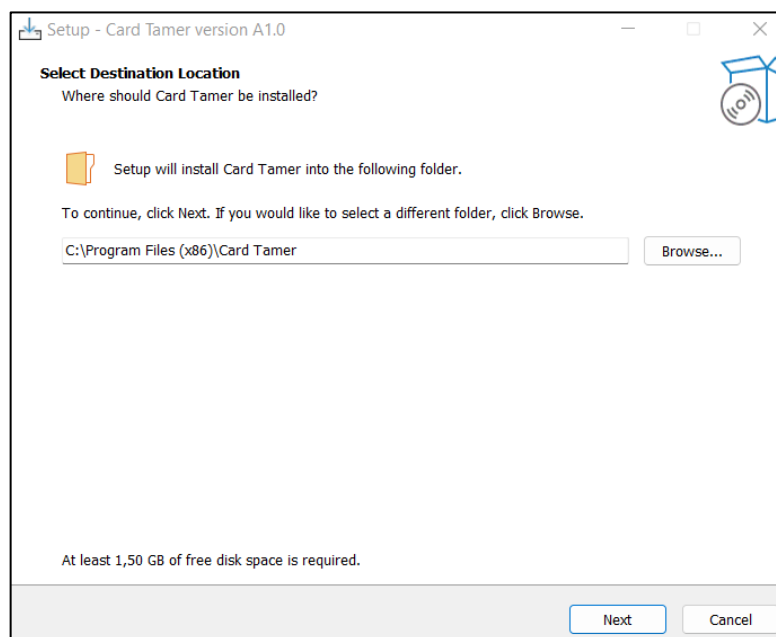 Setup - Card Tamer version A1.0
Select Destination Location
Where should Card Tamer be installed?
Setup will install Card Tamer into the following folder.
To continue, click Next. If you would like to select a different folder, click Browse.
C:\Program Files (x86)\Card Tamer
Browse...
At least 1,50 GB of free disk space is required.
Next
Cancel